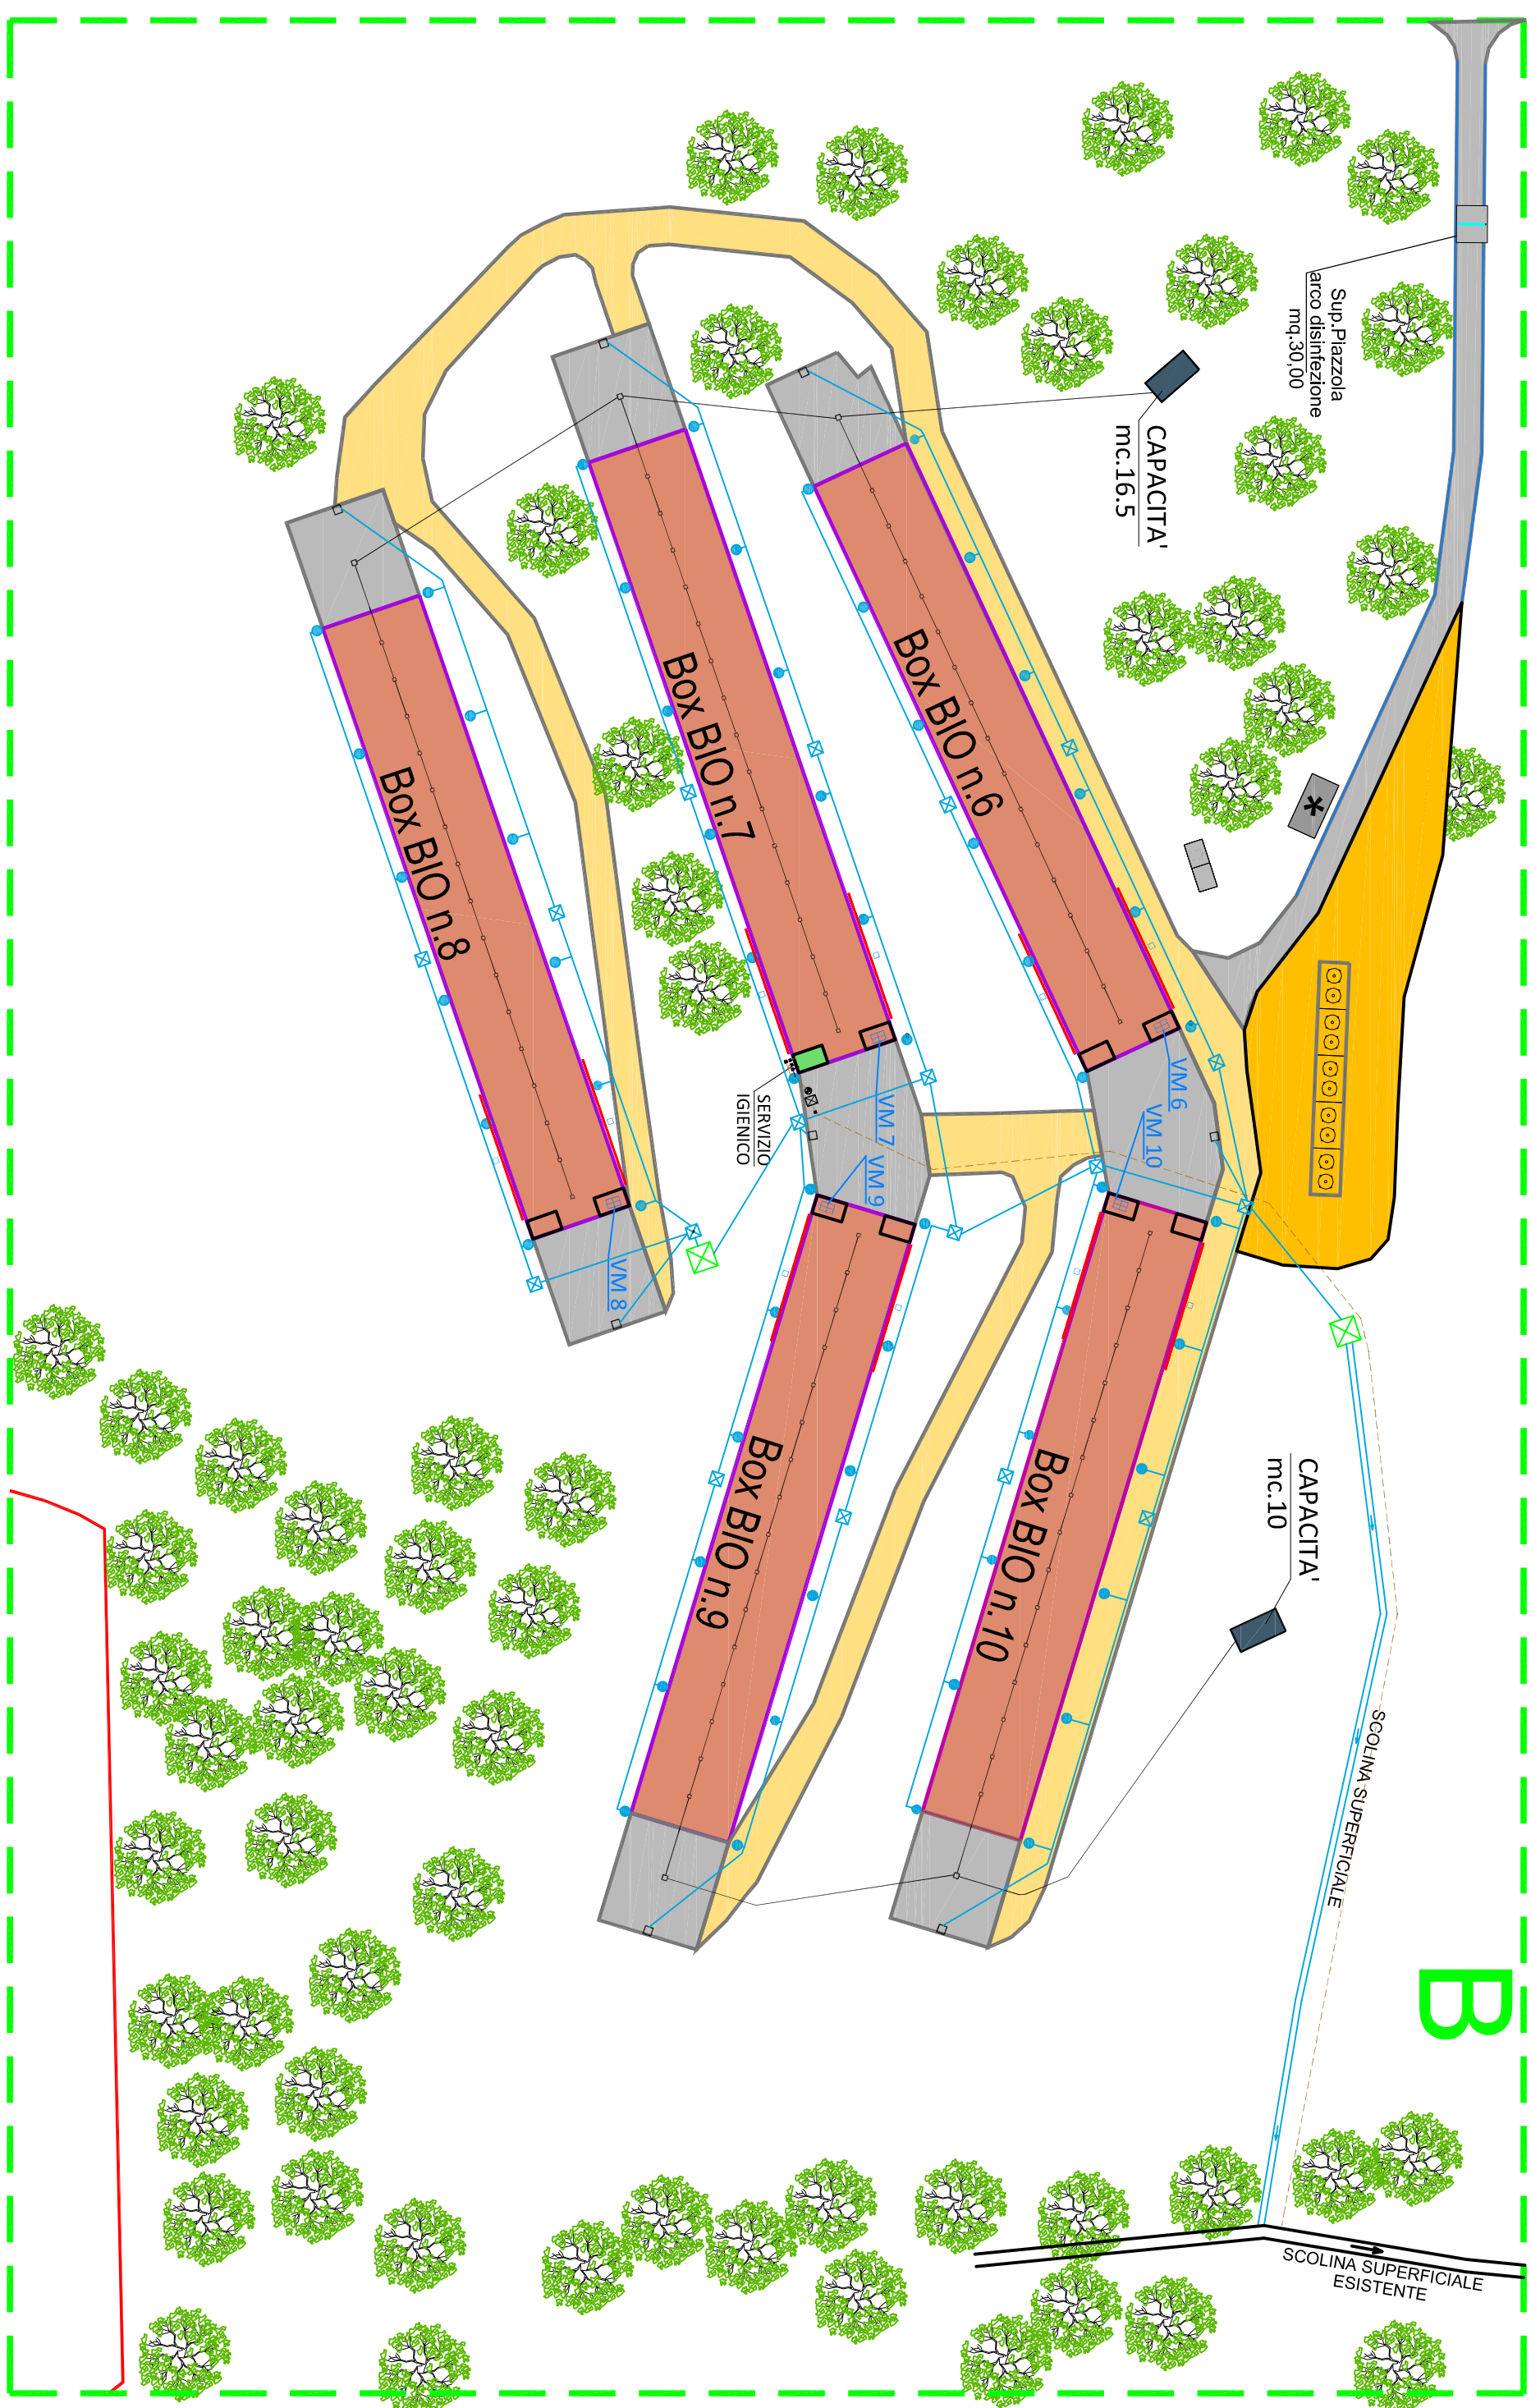 Sup.Piazzola
arco disinfezione
mq.30,00
CAPACITA'
mc.16.5
*
Box BIO n.6
Box BIO n.7
Box BIO n.8
VM 6
VM 10
VM 7
VM 9
VM 8
SERVIZIO
IGIENICO
Box BIO n.10
Box BIO n.9
CAPACITA'
mc.10
SCOLINA SUPERFICIALE
B
SCOLINA SUPERFICIALE
ESISTENTE